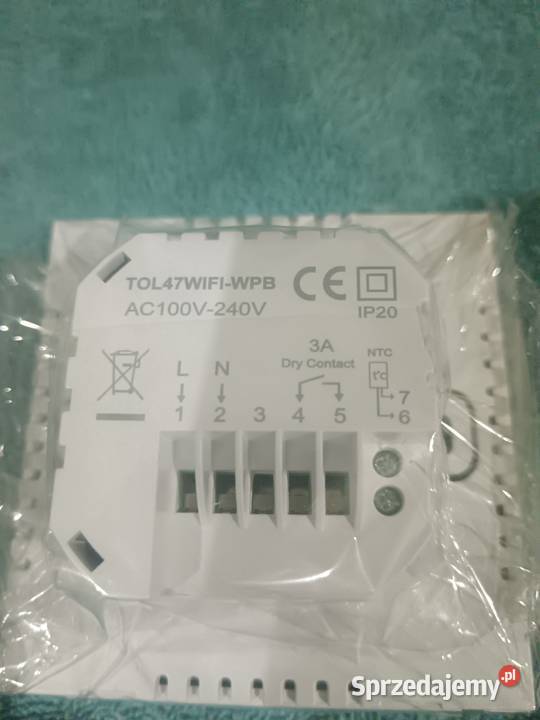 TOL47WIFI-WPB
AC100V-240V
CE
IP20
3A
Dry Contact
NTC
t°c
L N
1 2 3 4 5
7
6
Sprzedajemy.pl